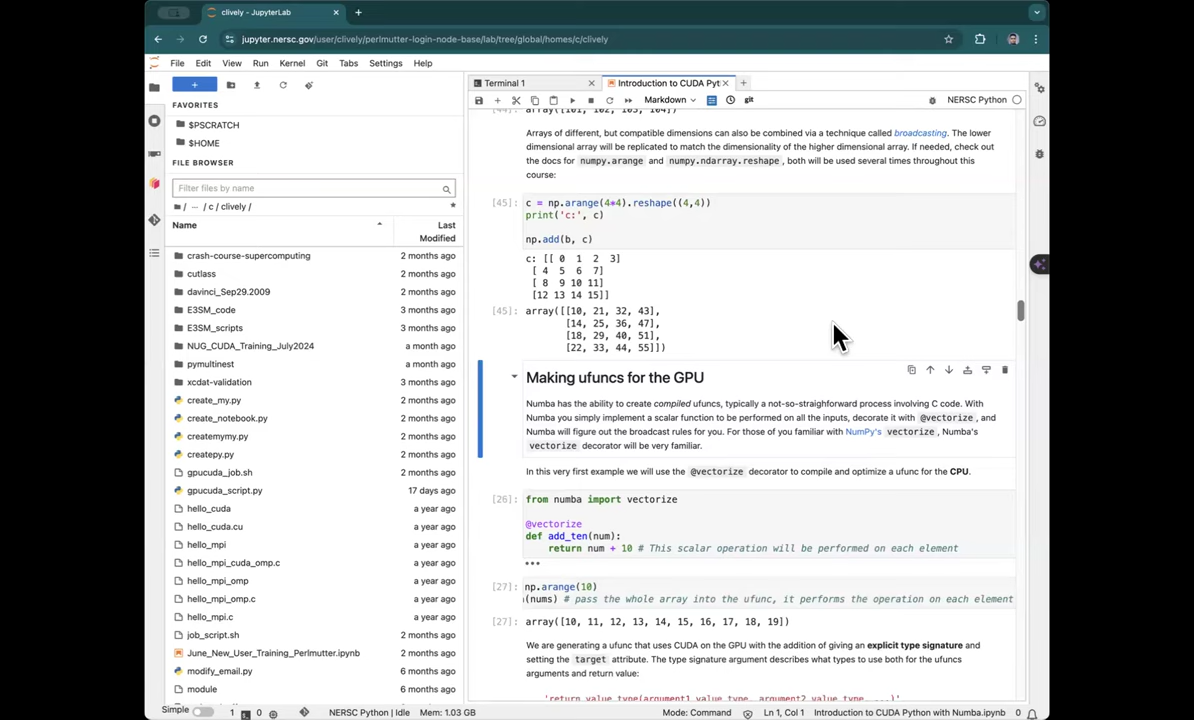 clively - JupyterLab
jupyter.nersc.gov/user/clively/perlmutter-login-node-base/lab/tree/global/homes/c/clively
File Edit View Run Kernel Git Tabs Settings Help
FAVORITES
$PSCRATCH
$HOME
FILE BROWSER
Filter files by name
/ ··· / c / clively /
Name Last Modified
crash-course-supercomputing 2 months ago
cutlass 2 months ago
davinci_Sep29.2009 2 months ago
E3SM_code 2 months ago
E3SM_scripts 2 months ago
NUG_CUDA_Training_July2024 a month ago
pymultinest a month ago
xcdat-validation 3 months ago
create_my.py 2 months ago
create_notebook.py 2 months ago
createmymy.py 2 months ago
createpy.py 2 months ago
gpucuda_job.sh 2 months ago
gpucuda_script.py 17 days ago
hello_cuda a year ago
hello_cuda.cu a year ago
hello_mpi a year ago
hello_mpi_cuda_omp.c a year ago
hello_mpi_omp a year ago
hello_mpi_omp.c a year ago
hello_mpi.c a year ago
job_script.sh 2 months ago
June_New_User_Training_Perlmutter.ipynb 2 months ago
modify_email.py 6 months ago
module 6 months ago
Terminal 1
Introduction to CUDA Pyt
Markdown
git
NERSC Python
Arrays of different, but compatible dimensions can also be combined via a technique called broadcasting. The lower
dimensional array will be replicated to match the dimensionality of the higher dimensional array. If needed, check out
the docs for numpy.arange and numpy.ndarray.reshape, both will be used several times throughout this
course:
[45]: c = np.arange(4*4).reshape((4,4))
print('c:', c)
np.add(b, c)
c: [[ 0 1 2 3]
[ 4 5 6 7]
[ 8 9 10 11]
[12 13 14 15]]
[45]: array([[10, 21, 32, 43],
[14, 25, 36, 47],
[18, 29, 40, 51],
[22, 33, 44, 55]])
Making ufuncs for the GPU
Numba has the ability to create compiled ufuncs, typically a not-so-straighforward process involving C code. With
Numba you simply implement a scalar function to be performed on all the inputs, decorate it with @vectorize, and
Numba will figure out the broadcast rules for you. For those of you familiar with NumPy's vectorize, Numba's
vectorize decorator will be very familiar.
In this very first example we will use the @vectorize decorator to compile and optimize a ufunc for the CPU.
[26]: from numba import vectorize
@vectorize
def add_ten(num):
return num + 10 # This scalar operation will be performed on each element
•••
[27]: np.arange(10)
(nums) # pass the whole array into the ufunc, it performs the operation on each element
[27]: array([10, 11, 12, 13, 14, 15, 16, 17, 18, 19])
We are generating a ufunc that uses CUDA on the GPU with the addition of giving an explicit type signature and
setting the target attribute. The type signature argument describes what types to use both for the ufuncs
arguments and return value:
'return_value_type(argument1_value_type, argument2_value_type, ...)'
Simple 1 0 NERSC Python | Idle Mem: 1.03 GB Mode: Command Ln 1, Col 1 Introduction to CUDA Python with Numba.ipynb 0